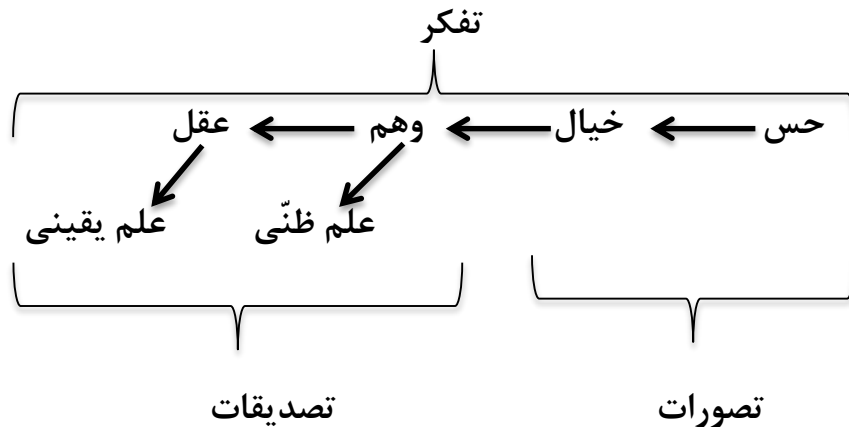 تفکر
حس خیال وهم عقل
علم ظنّی علم یقینی
تصورات تصدیقات